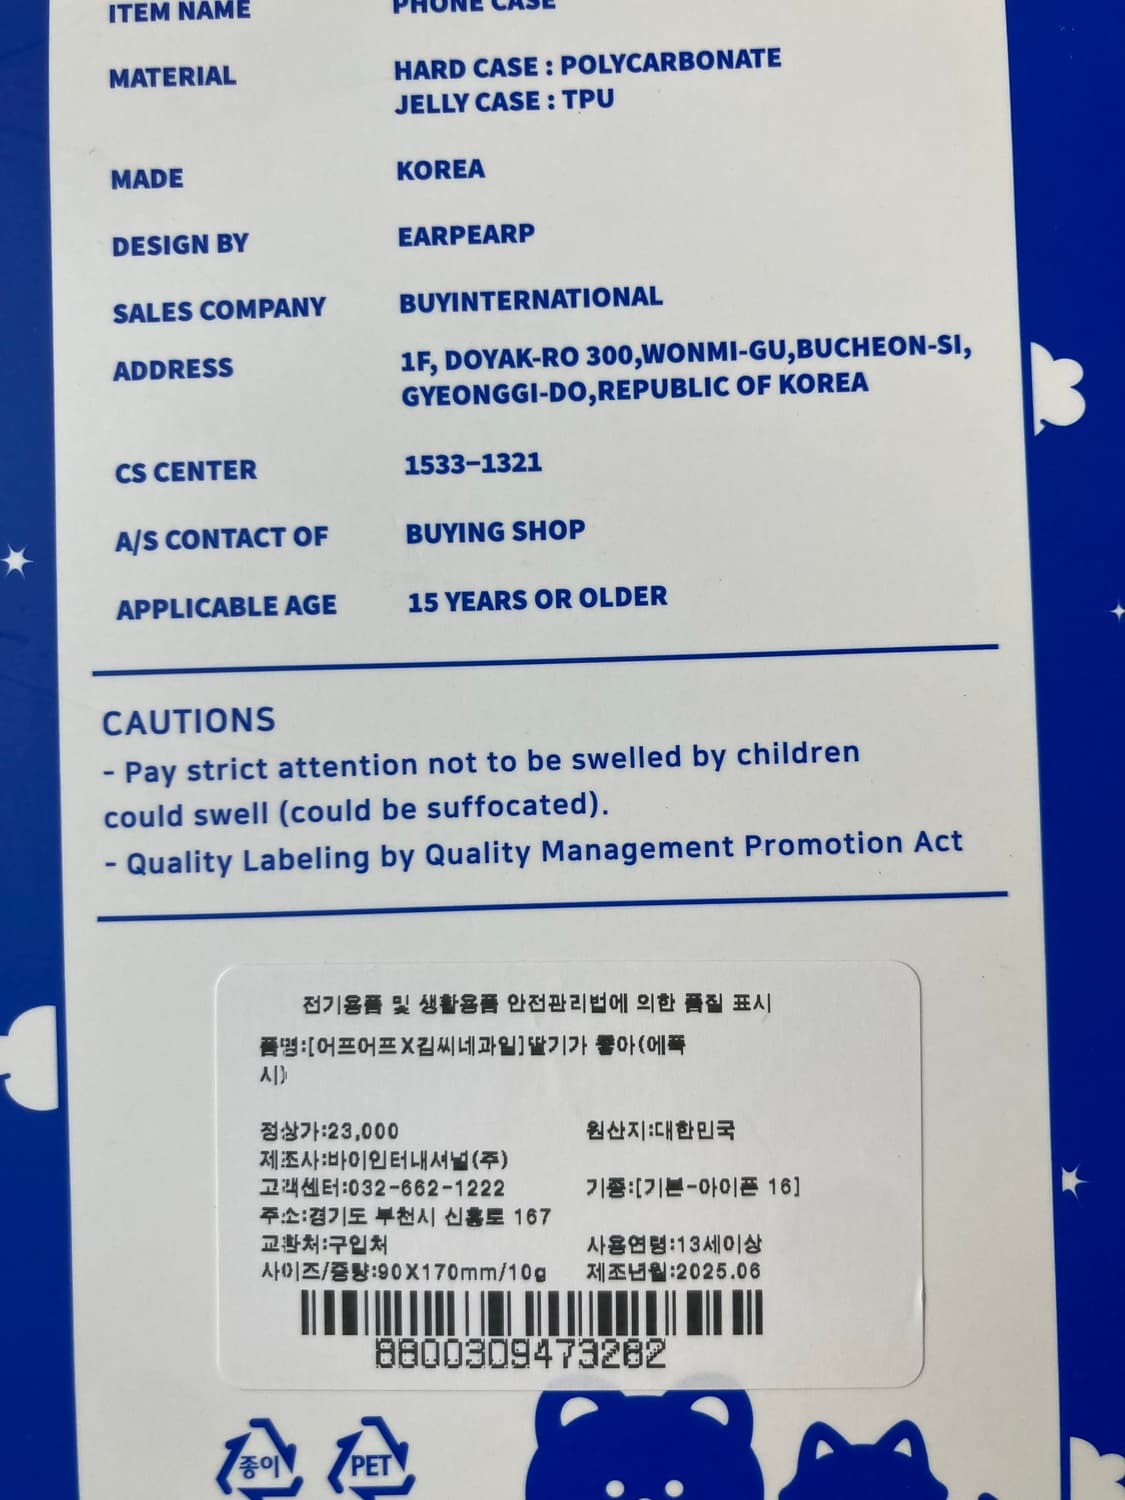 ITEM NAME PHONE CASE
MATERIAL HARD CASE : POLYCARBONATE
JELLY CASE : TPU
MADE KOREA
DESIGN BY EARPEARP
SALES COMPANY BUYINTERNATIONAL
ADDRESS 1F, DOYAK-RO 300,WONMI-GU,BUCHEON-SI,
GYEONGGI-DO,REPUBLIC OF KOREA
CS CENTER 1533-1321
A/S CONTACT OF BUYING SHOP
APPLICABLE AGE 15 YEARS OR OLDER
CAUTIONS
- Pay strict attention not to be swelled by children
could swell (could be suffocated).
- Quality Labeling by Quality Management Promotion Act
전기용품 및 생활용품 안전관리법에 의한 품질 표시
품명:[어프어프X김씨네과일]딸기가 좋아(에폭
시)
정상가:23,000 원산지:대한민국
제조사:바이인터내셔널(주)
고객센터:032-662-1222 기종:[기본-아이폰 16]
주소:경기도 부천시 신흥로 167
교환처:구입처 사용연령:13세이상
사이즈/중량:90X170mm/10g 제조년월:2025.06
8800309473282
종이 PET